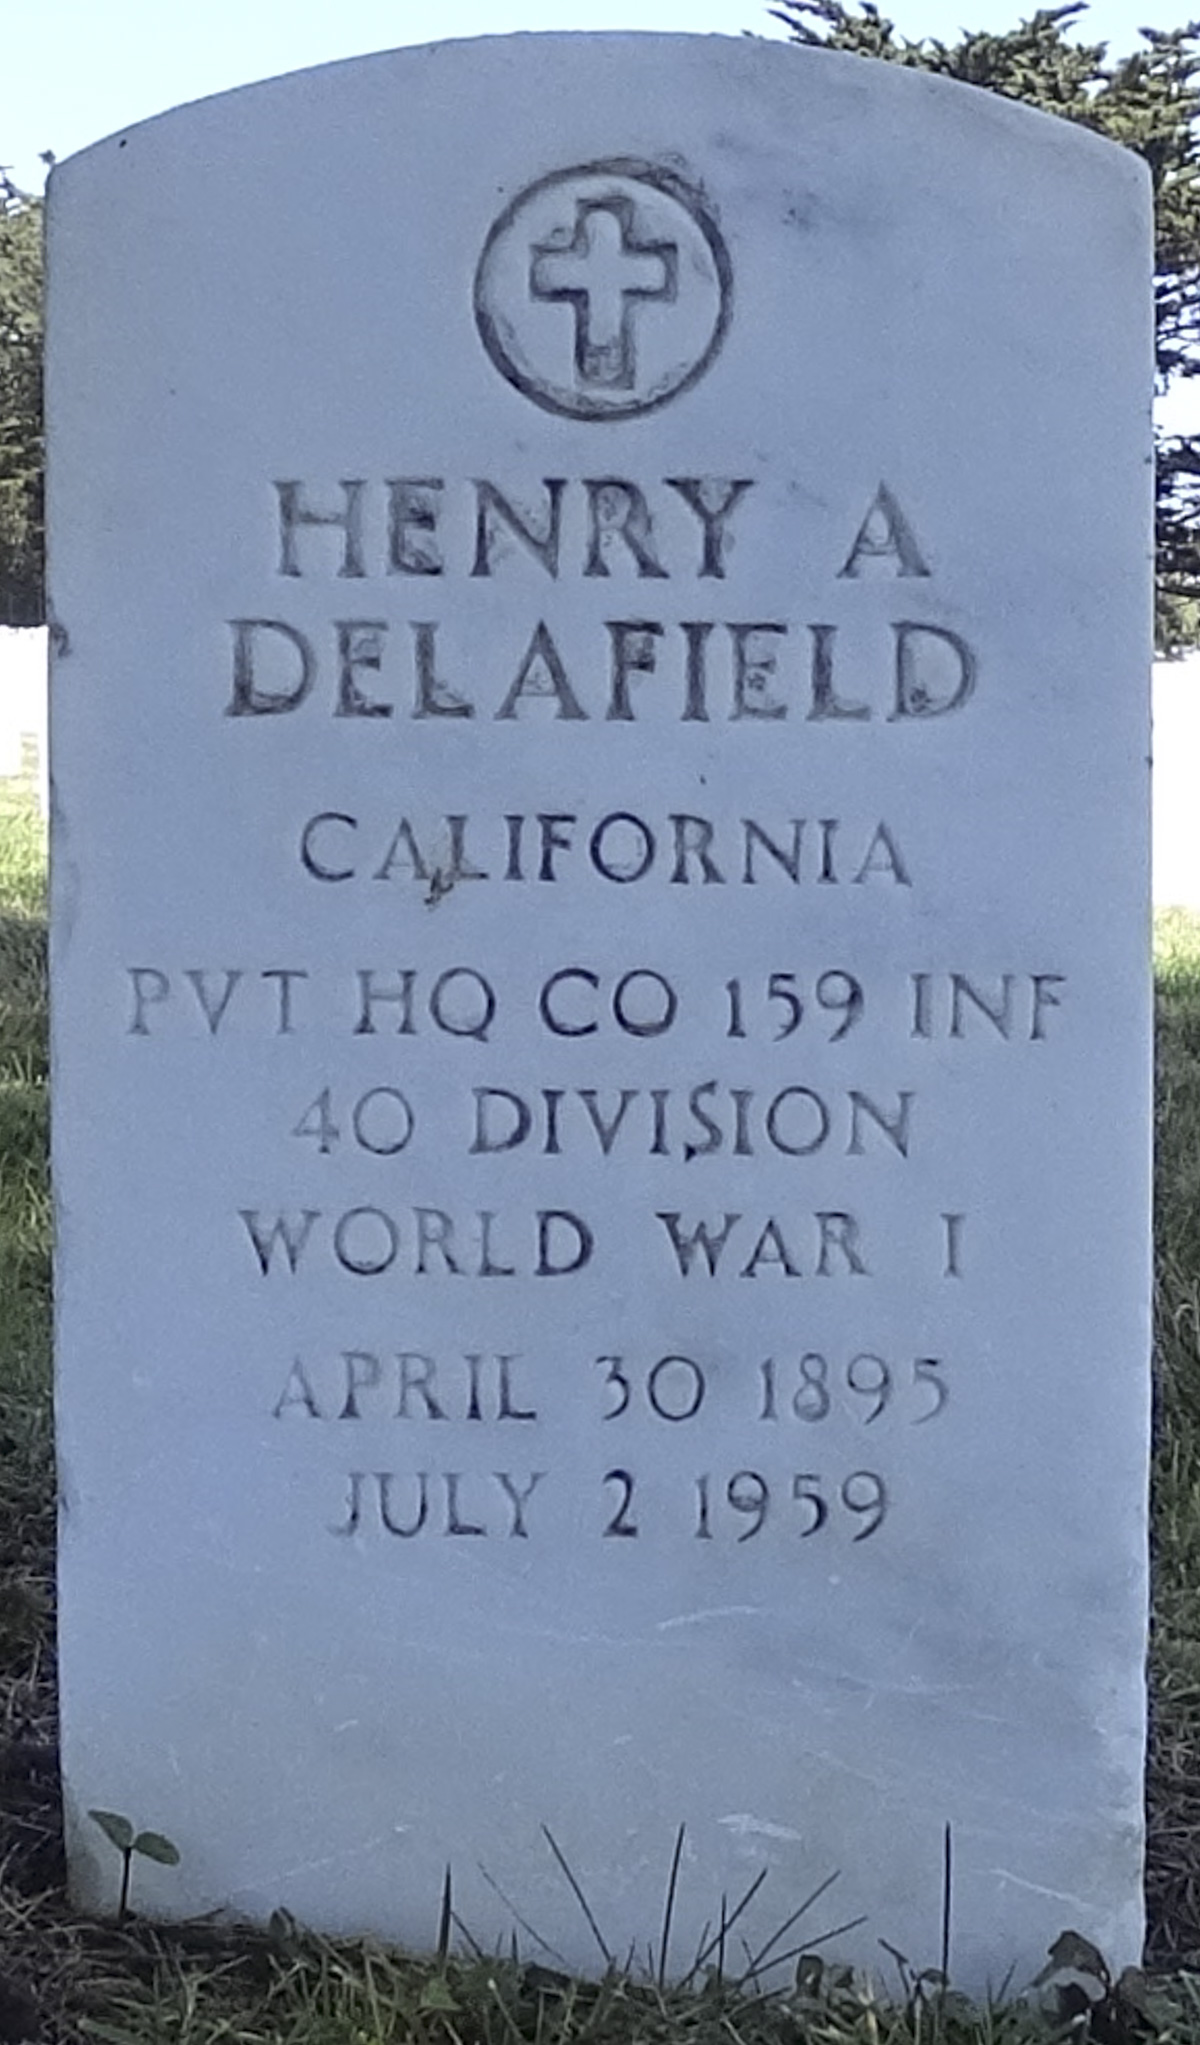 HENRY A
DELAFIELD
CALIFORNIA
PVT HQ CO 159 INF
40 DIVISION
WORLD WAR I
APRIL 30 1895
JULY 2 1959